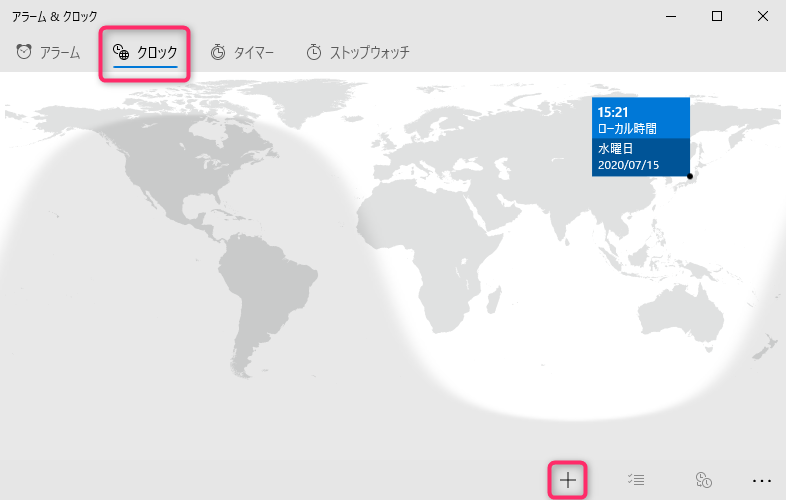 アラーム & クロック
アラーム
クロック
タイマー
ストップウォッチ
15:21
ローカル時間
水曜日
2020/07/15